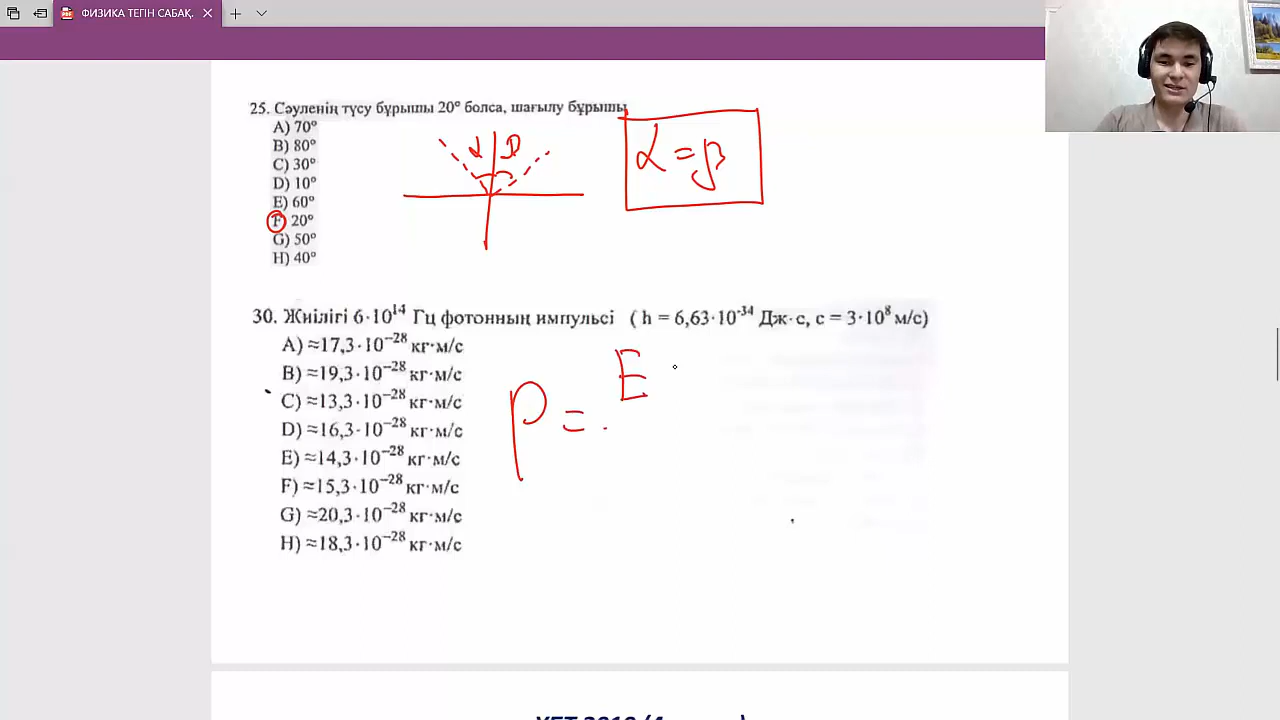 ФИЗИКА ТЕГІН САБАҚ.
25. Сәуленің түсу бұрышы 20° болса, шағылу бұрышы
A) 70°
B) 80°
C) 30°
D) 10°
E) 60°
F) 20°
G) 50°
H) 40°
α = β
30. Жиілігі 6·10¹⁴ Гц фотонның импульсі ( h = 6,63·10⁻³⁴ Дж·с, c = 3·10⁸ м/с)
A) ≈17,3·10⁻²⁸ кг·м/с
B) ≈19,3·10⁻²⁸ кг·м/с
C) ≈13,3·10⁻²⁸ кг·м/с
D) ≈16,3·10⁻²⁸ кг·м/с
E) ≈14,3·10⁻²⁸ кг·м/с
F) ≈15,3·10⁻²⁸ кг·м/с
G) ≈20,3·10⁻²⁸ кг·м/с
H) ≈18,3·10⁻²⁸ кг·м/с
P = E